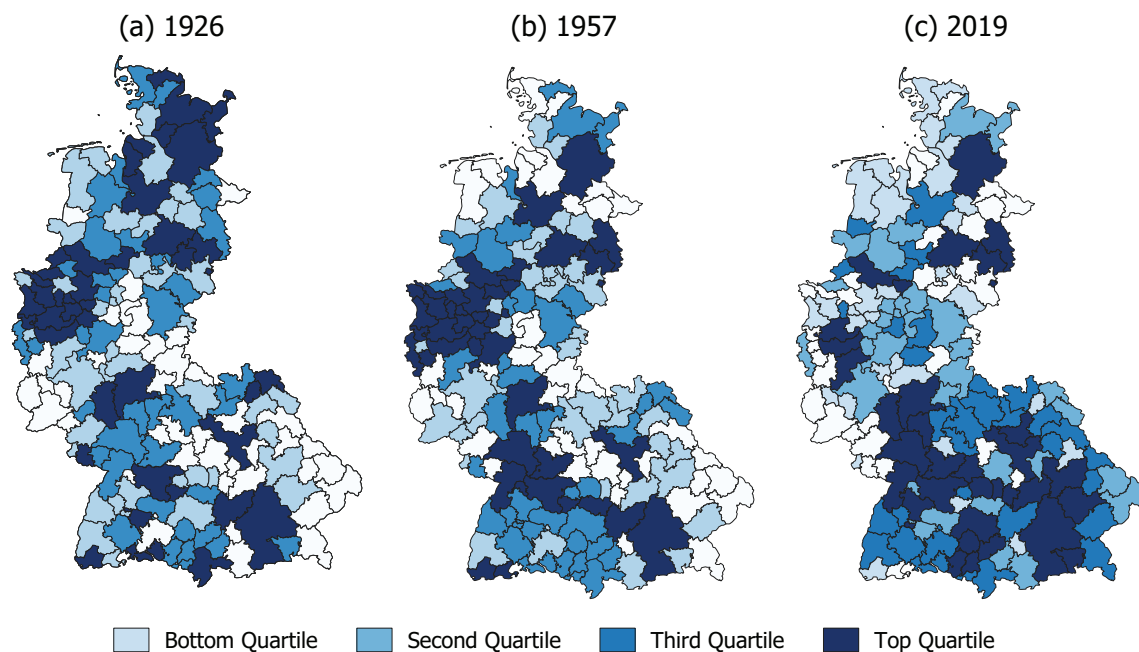 (a) 1926
(b) 1957
(c) 2019
Bottom Quartile
Second Quartile
Third Quartile
Top Quartile